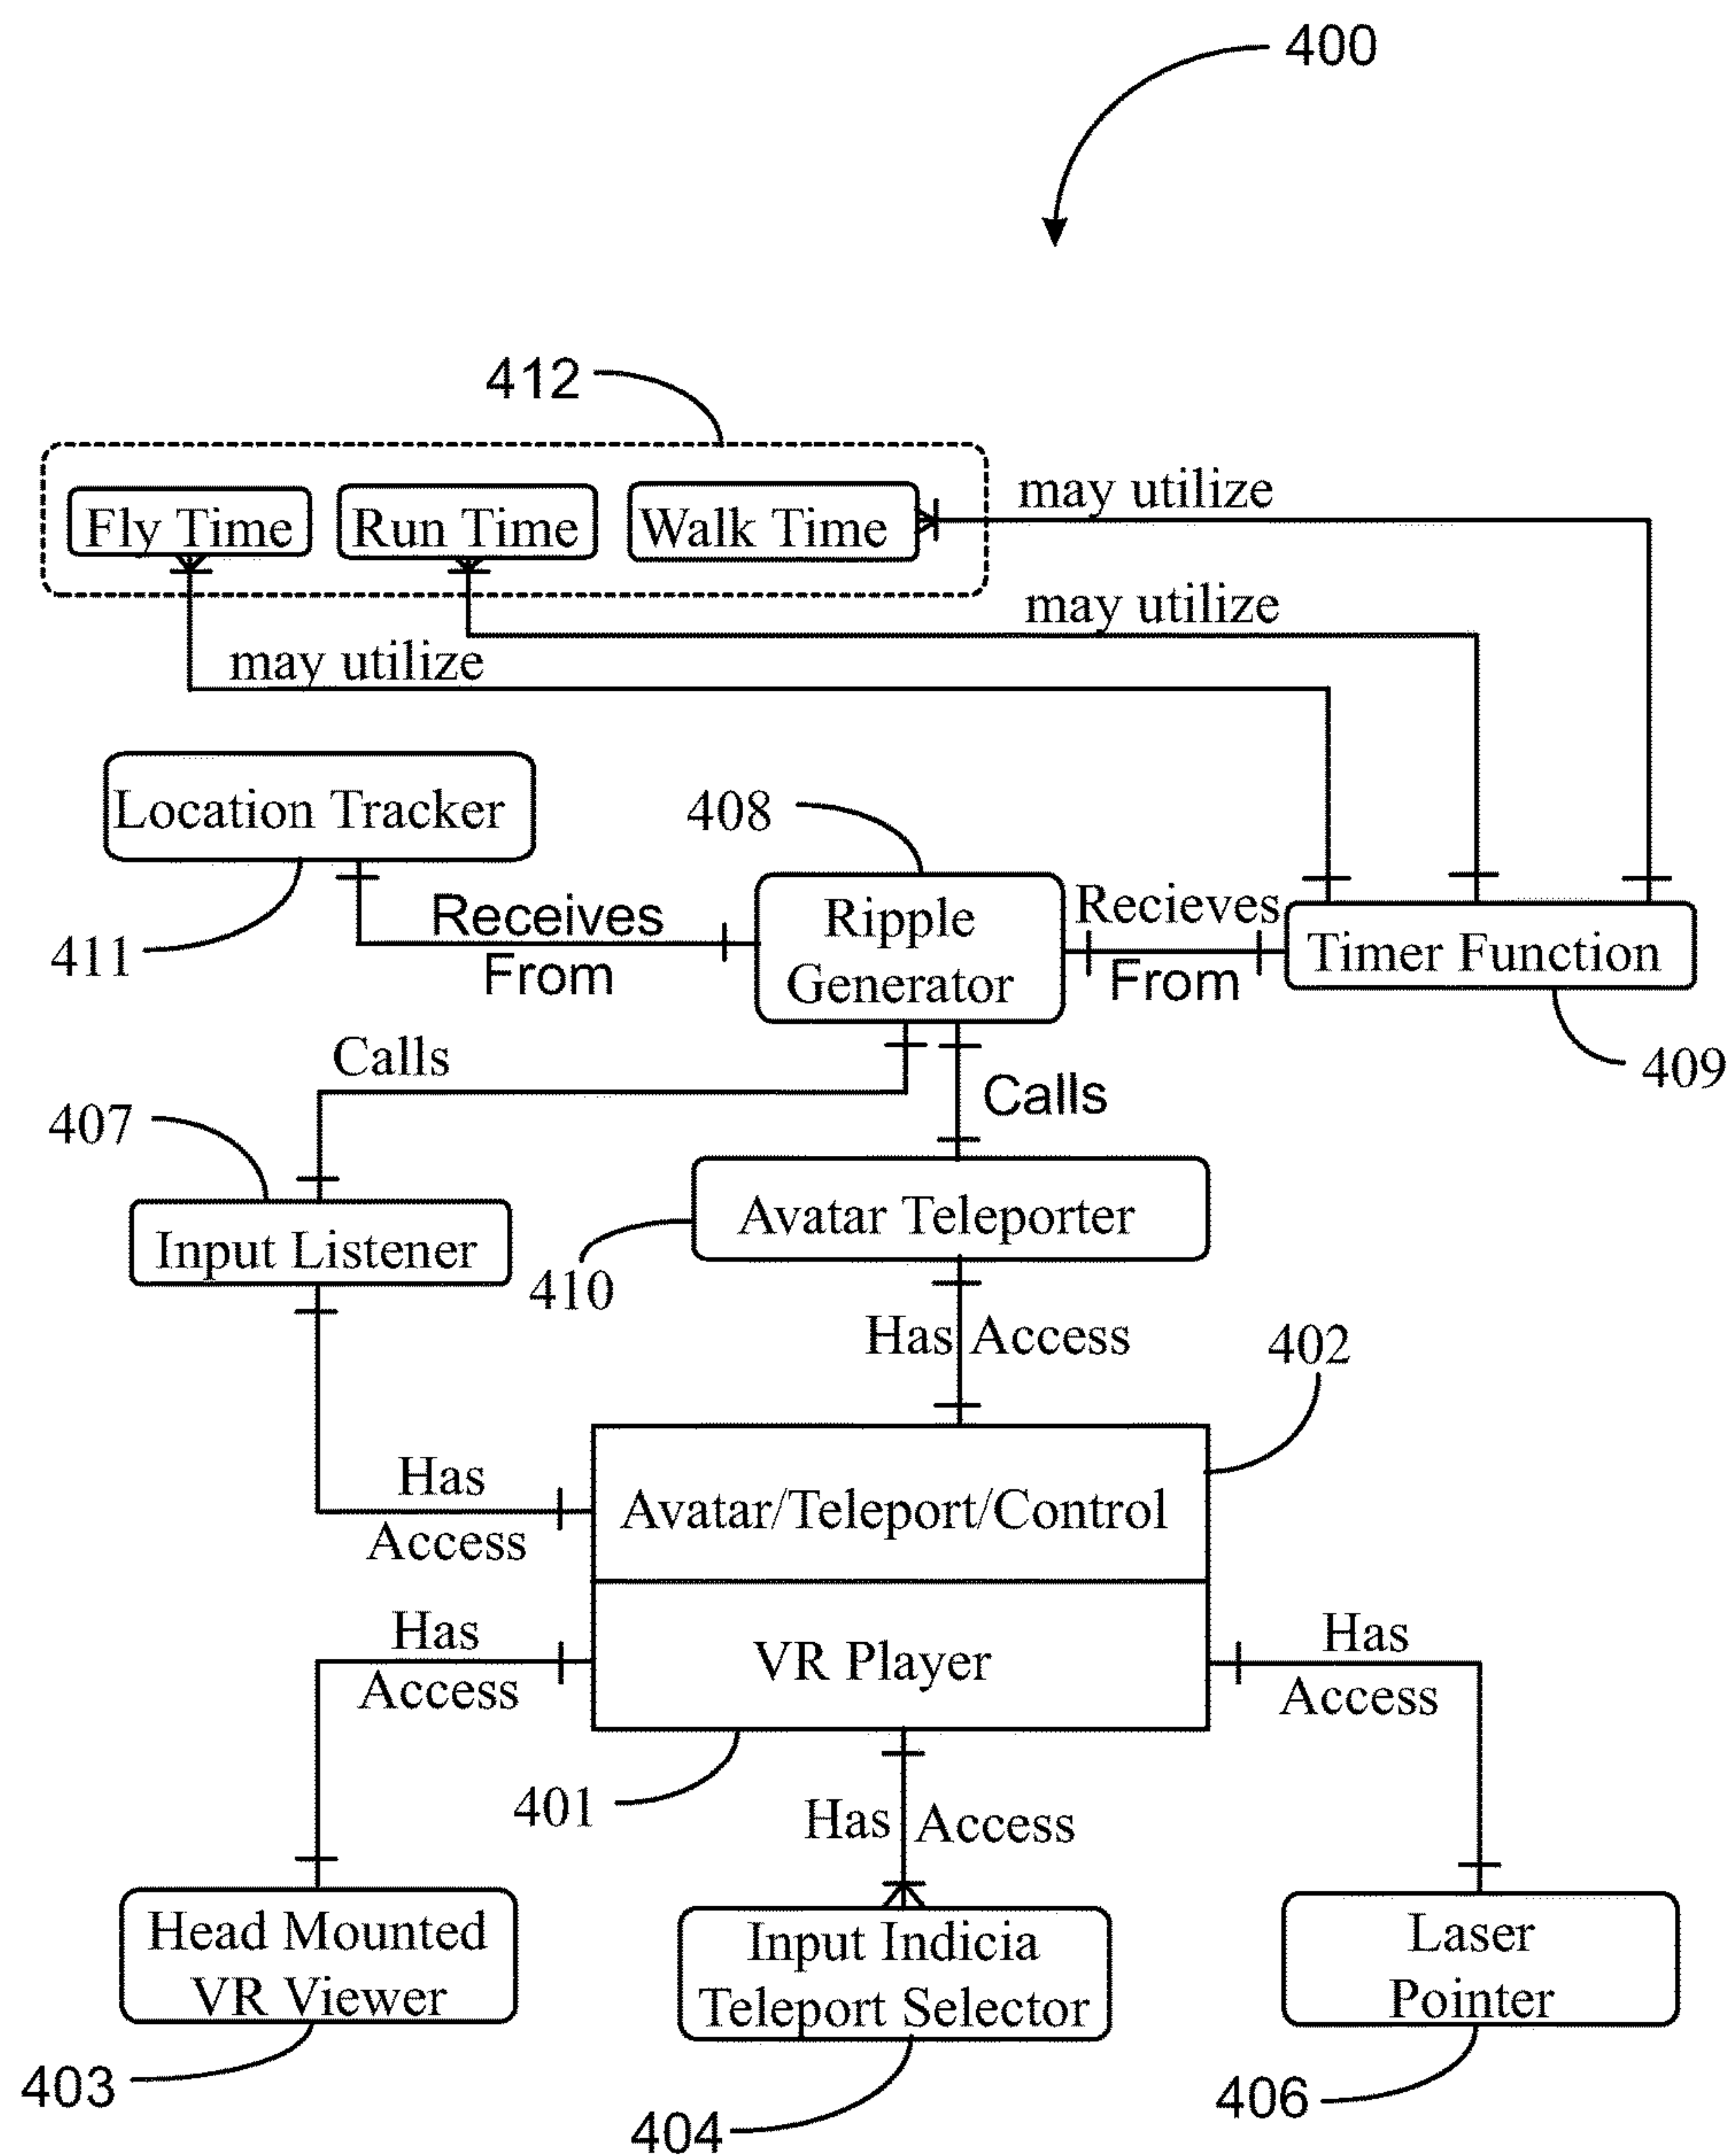 400
412
Fly Time
Run Time
Walk Time
may utilize
may utilize
may utilize
Location Tracker
411
408
Receives
From
Ripple
Generator
Recieves
From
Timer Function
409
Calls
Calls
407
Input Listener
Avatar Teleporter
410
Has Access
402
Has
Access
Avatar/Teleport/Control
Has
Access
VR Player
Has
Access
401
Has Access
Head Mounted
VR Viewer
403
Input Indicia
Teleport Selector
404
Laser
Pointer
406